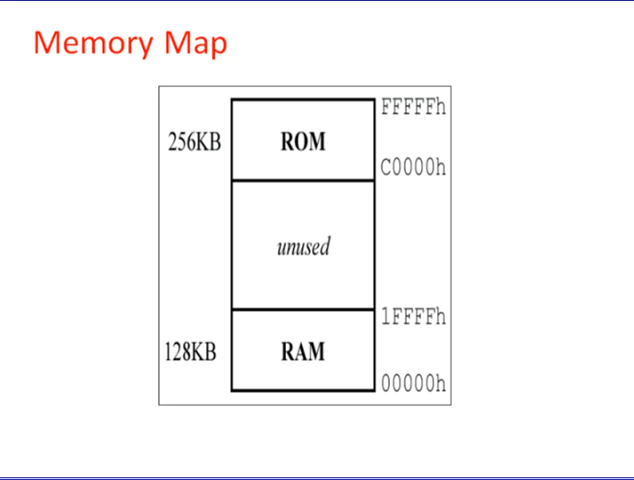 Memory Map
FFFFFh
256KB ROM
C0000h
unused
1FFFFh
128KB RAM
00000h